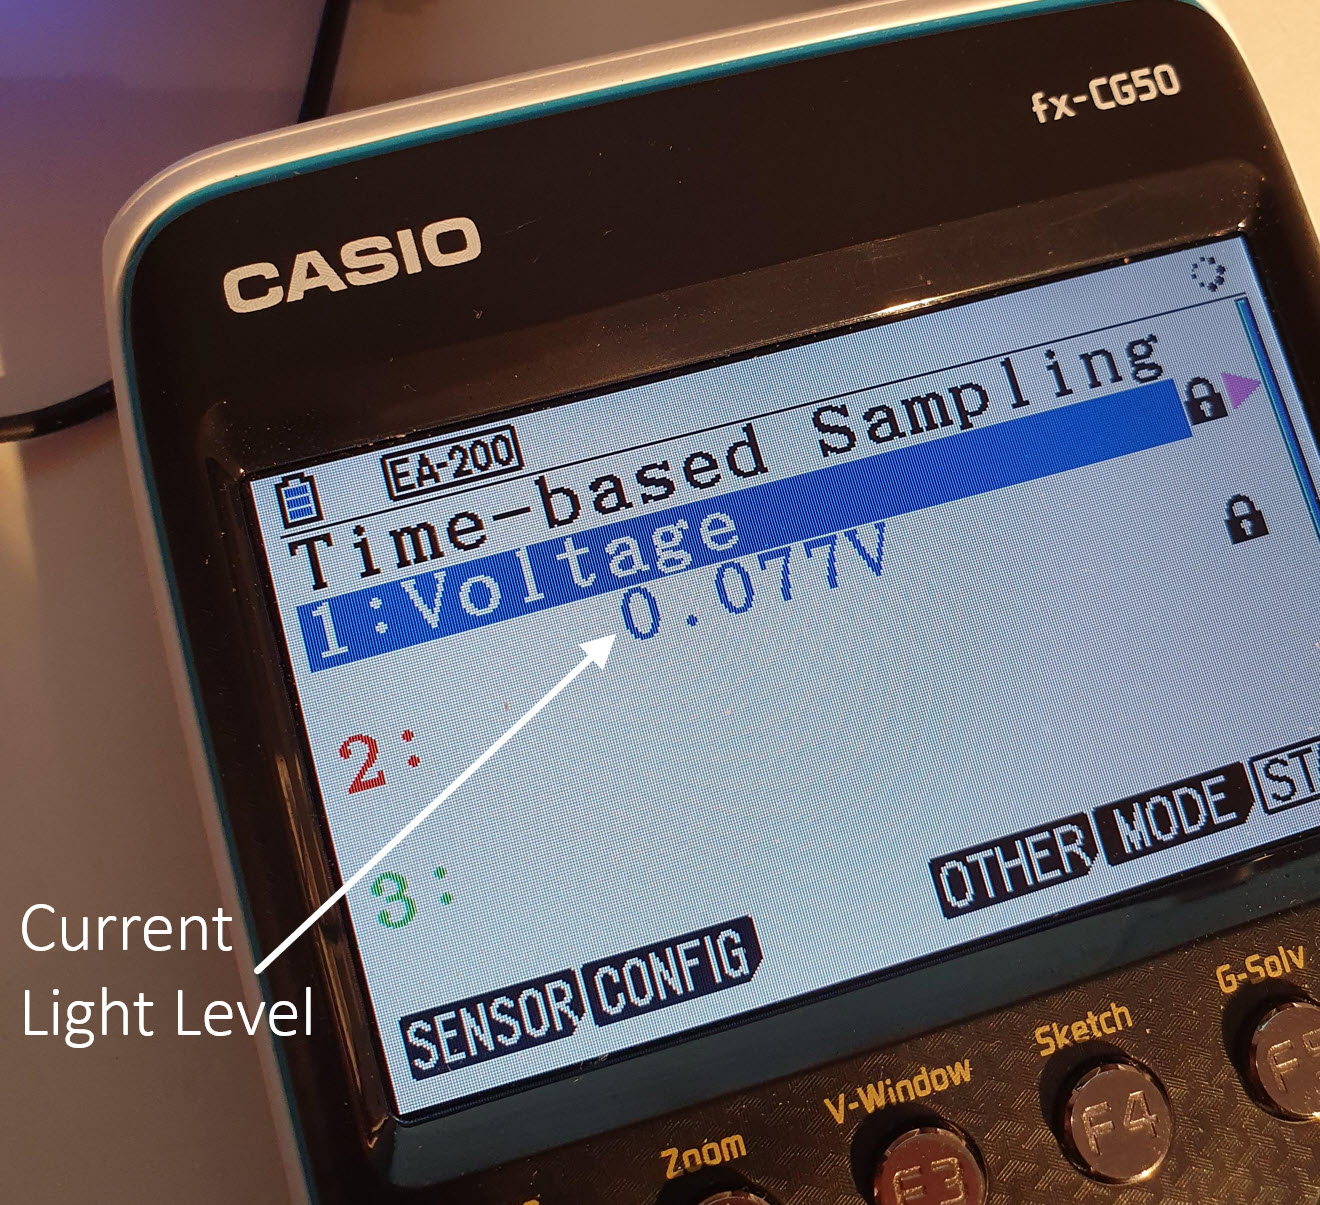 fx-CG50
CASIO
EA-200
Time-based Sampling
1:Voltage
0.077V
2:
3:
Current
Light Level
SENSOR CONFIG OTHER MODE
G-Solv
Sketch
V-Window
Zoom
F4
F3